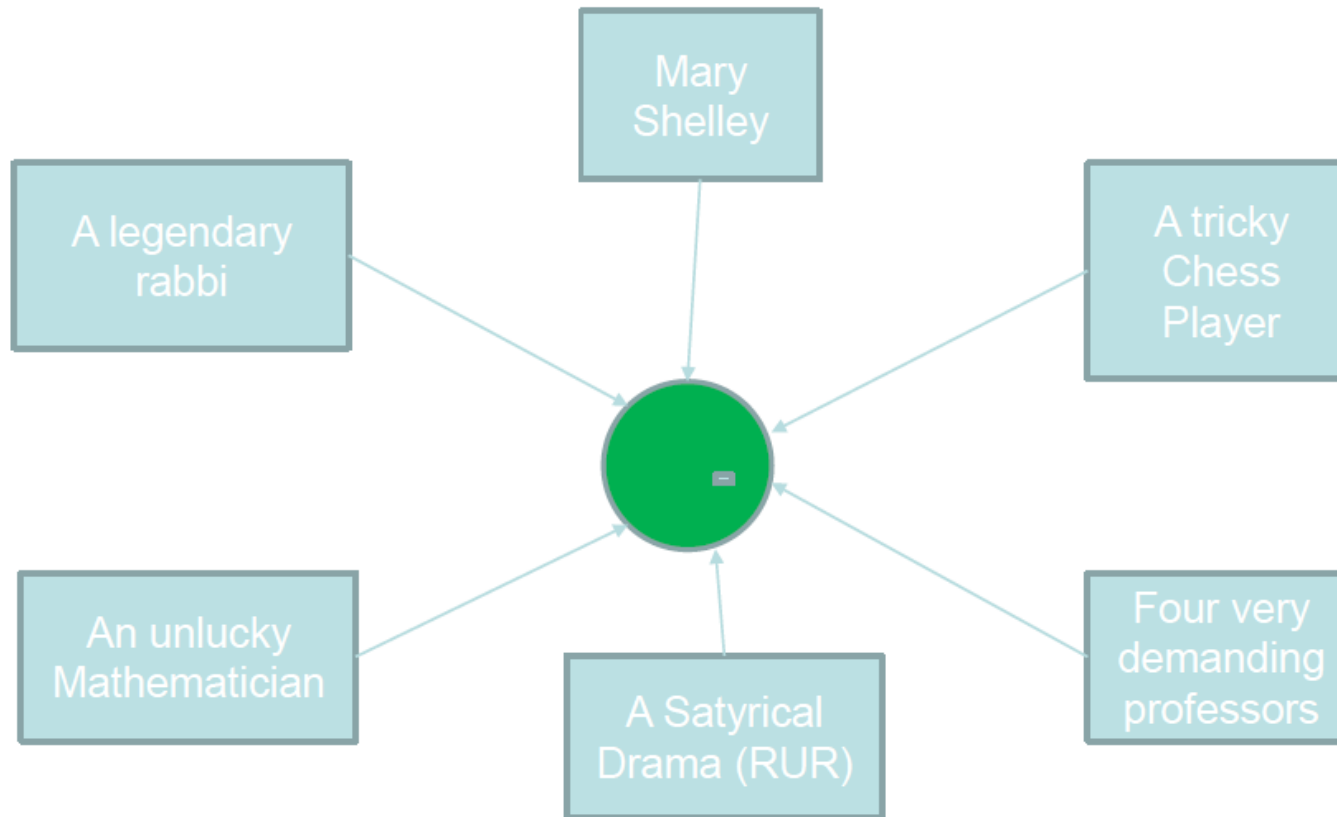 Mary
Shelley
A legendary
rabbi
A tricky
Chess
Player
An unlucky
Mathematician
A Satyrical
Drama (RUR)
Four very
demanding
professors